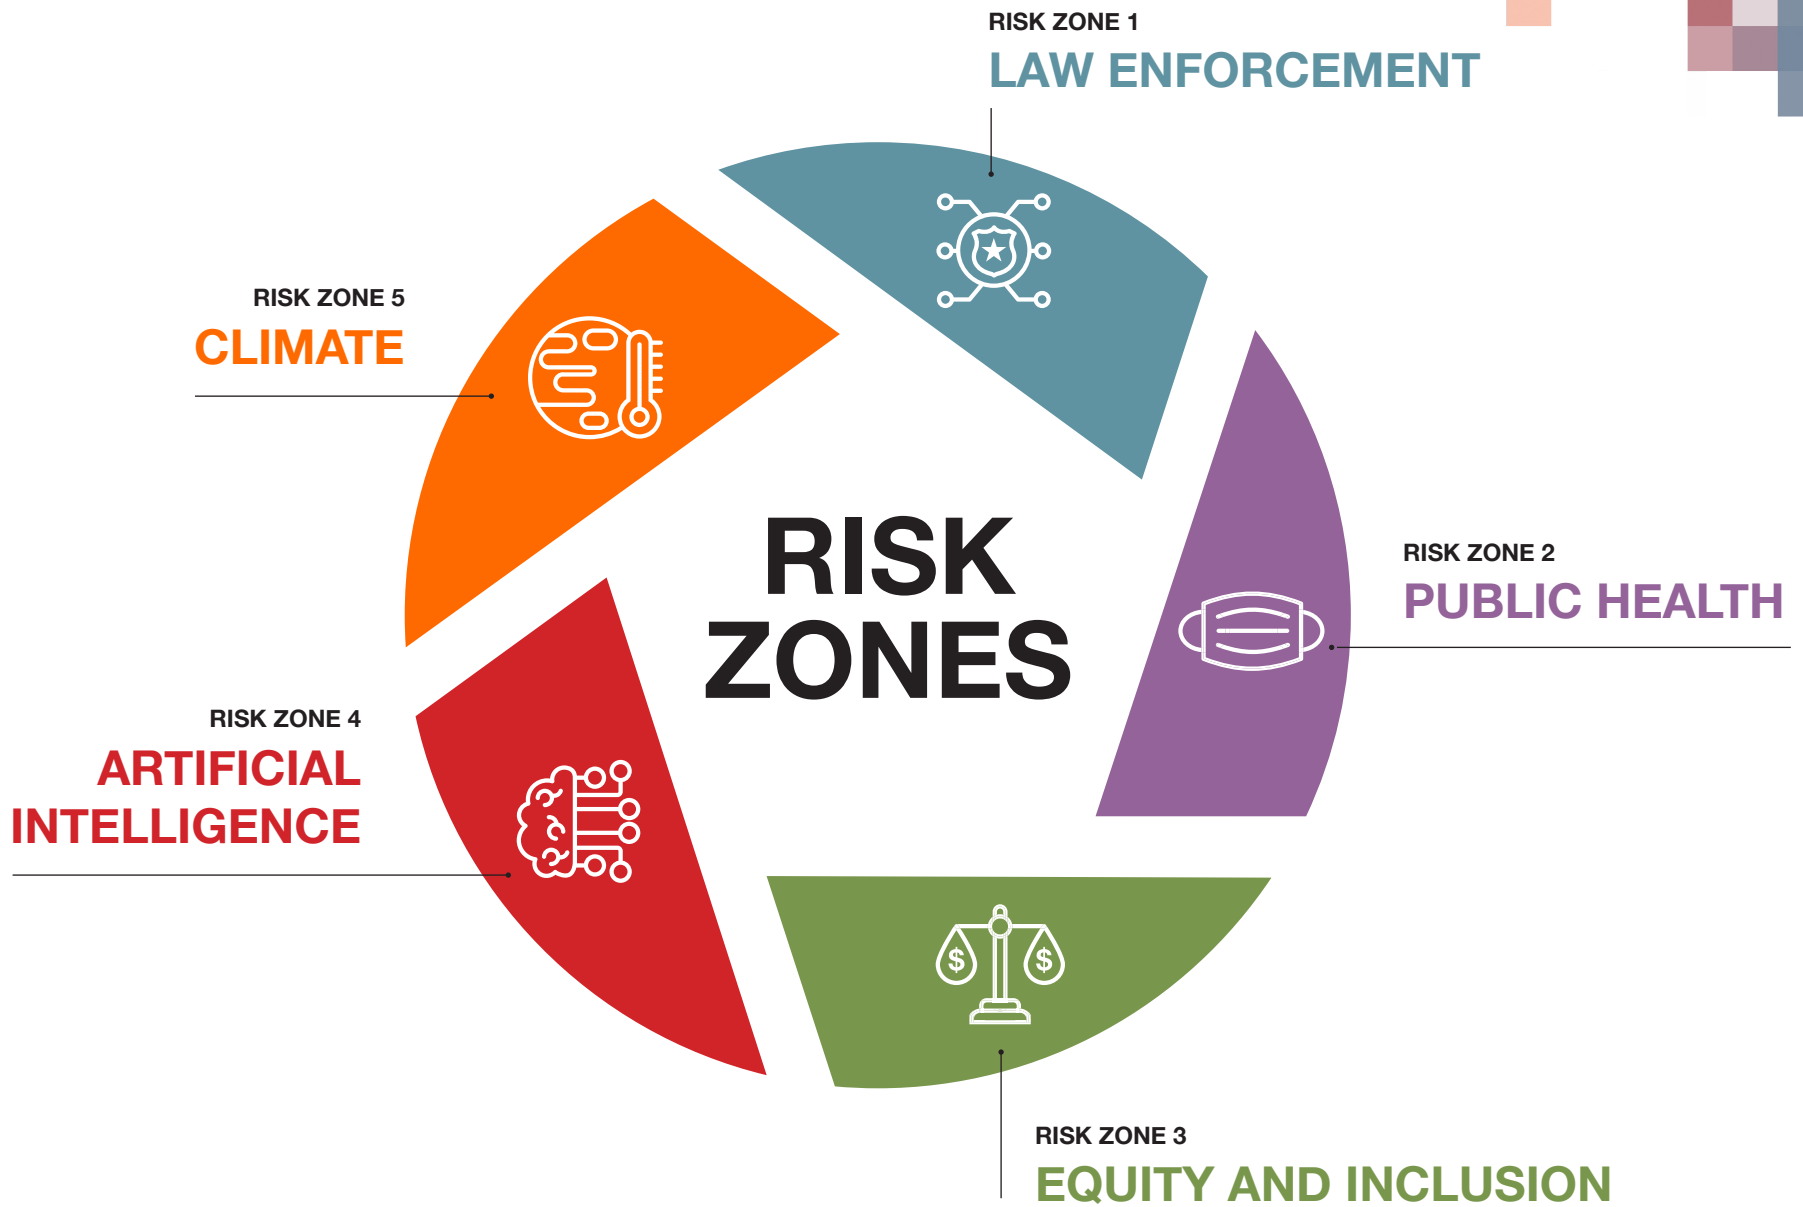 RISK ZONE 1
LAW ENFORCEMENT
RISK ZONE 5
CLIMATE
RISK
ZONES
RISK ZONE 2
PUBLIC HEALTH
RISK ZONE 4
ARTIFICIAL
INTELLIGENCE
$ $
RISK ZONE 3
EQUITY AND INCLUSION